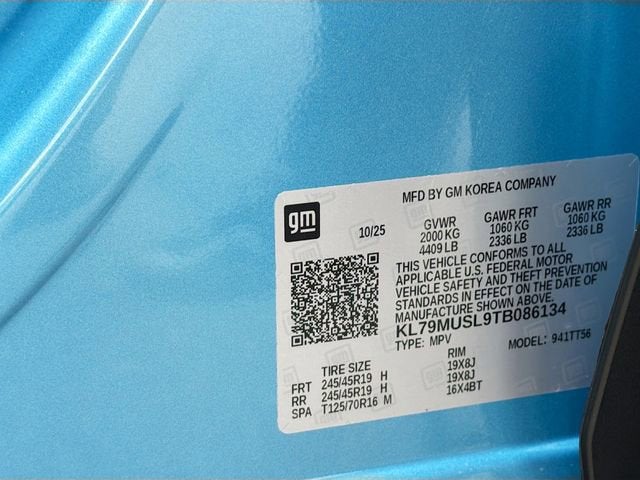 MFD BY GM KOREA COMPANY
gm
10/25
GVWR GAWR FRT GAWR RR
2000 KG 1060 KG 1060 KG
4409 LB 2336 LB 2336 LB
THIS VEHICLE CONFORMS TO ALL
APPLICABLE U.S. FEDERAL MOTOR
VEHICLE SAFETY AND THEFT PREVENTION
STANDARDS IN EFFECT ON THE DATE OF
MANUFACTURE SHOWN ABOVE.
KL79MUSL9TB086134
TYPE: MPV MODEL: 941TT56
TIRE SIZE RIM
FRT 245/45R19 H 19X8J
RR 245/45R19 H 19X8J
SPA T125/70R16 M 16X4BT